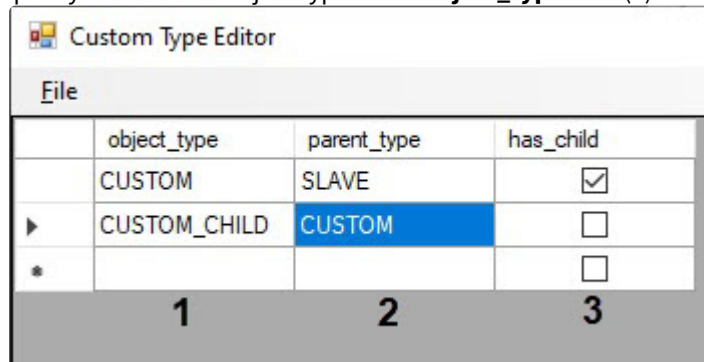 Custom Type Editor
File
object_type parent_type has_child
CUSTOM SLAVE
CUSTOM_CHILD CUSTOM
1 2 3